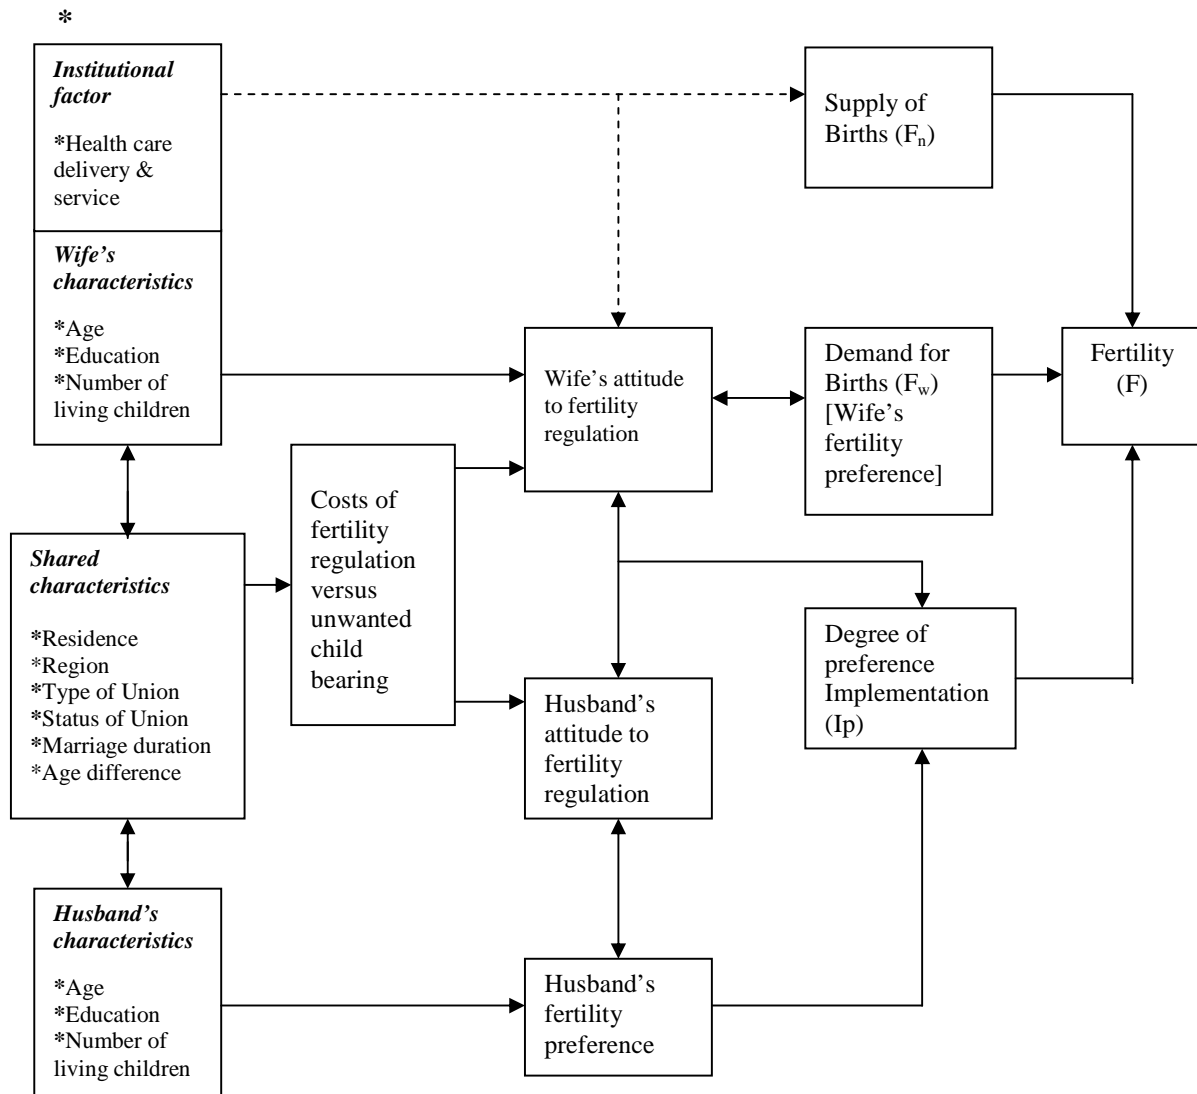 *
Institutional
factor
*Health care
delivery &
service
Wife's
characteristics
*Age
*Education
*Number of
living children
Shared
characteristics
*Residence
*Region
*Type of Union
*Status of Union
*Marriage duration
*Age difference
Husband's
characteristics
*Age
*Education
*Number of
living children
Costs of
fertility
regulation
versus
unwanted
child
bearing
Wife's attitude
to fertility
regulation
Husband's
attitude to
fertility
regulation
Husband's
fertility
preference
Supply of
Births (Fn)
Demand for
Births (Fw)
[Wife's
fertility
preference]
Degree of
preference
Implementation
(Ip)
Fertility
(F)